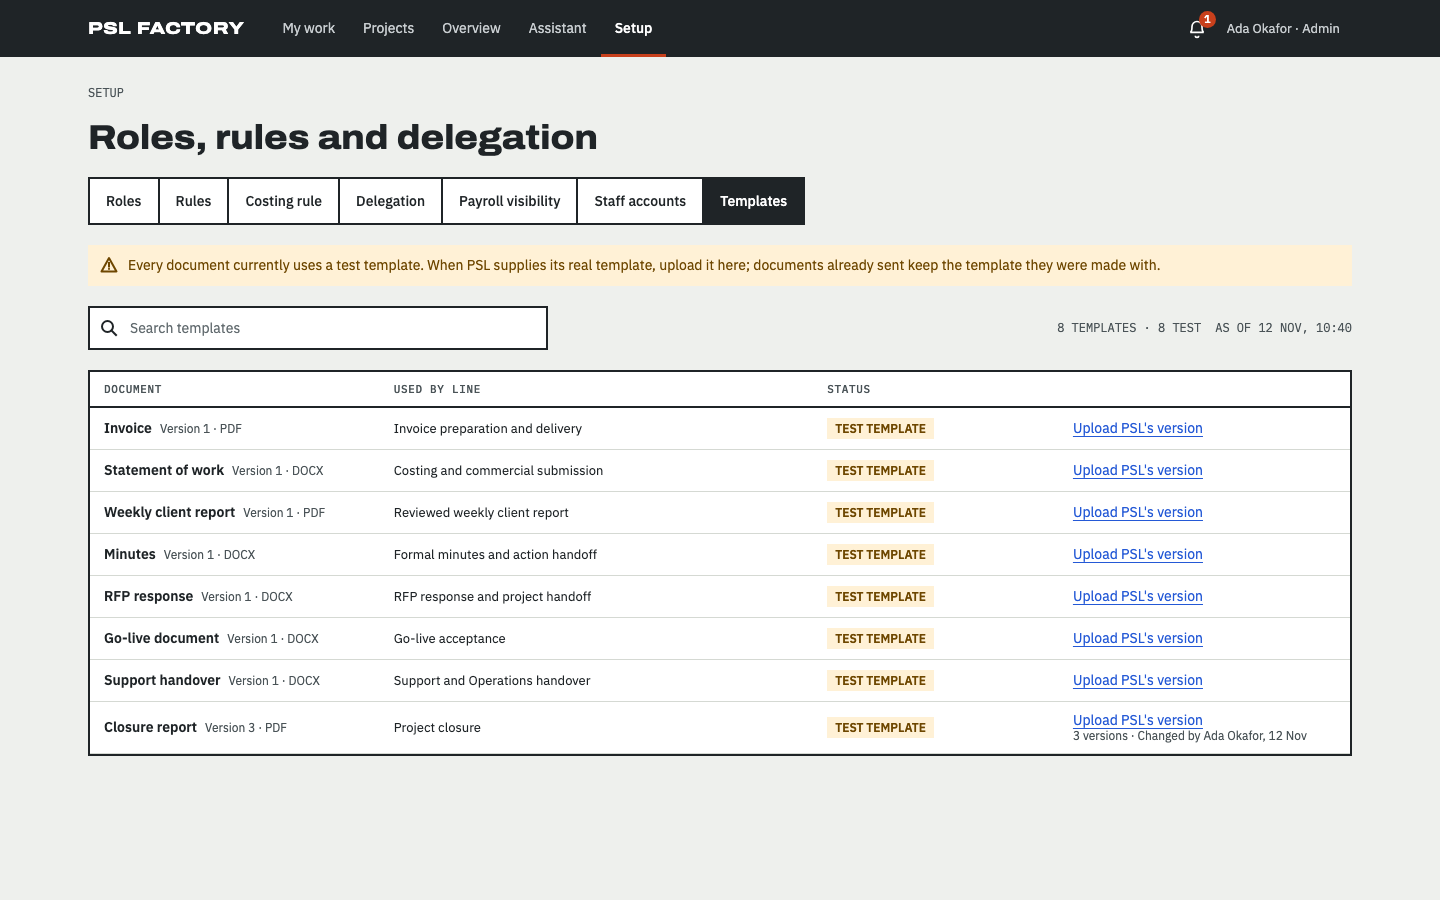 PSL FACTORY
My work
Projects
Overview
Assistant
Setup
1
Ada Okafor · Admin
SETUP
Roles, rules and delegation
Roles
Rules
Costing rule
Delegation
Payroll visibility
Staff accounts
Templates
Every document currently uses a test template. When PSL supplies its real template, upload it here; documents already sent keep the template they were made with.
Search templates
8 TEMPLATES · 8 TEST AS OF 12 NOV, 10:40
DOCUMENT USED BY LINE STATUS
Invoice Version 1 · PDF Invoice preparation and delivery TEST TEMPLATE Upload PSL's version
Statement of work Version 1 · DOCX Costing and commercial submission TEST TEMPLATE Upload PSL's version
Weekly client report Version 1 · PDF Reviewed weekly client report TEST TEMPLATE Upload PSL's version
Minutes Version 1 · DOCX Formal minutes and action handoff TEST TEMPLATE Upload PSL's version
RFP response Version 1 · DOCX RFP response and project handoff TEST TEMPLATE Upload PSL's version
Go-live document Version 1 · DOCX Go-live acceptance TEST TEMPLATE Upload PSL's version
Support handover Version 1 · DOCX Support and Operations handover TEST TEMPLATE Upload PSL's version
Closure report Version 3 · PDF Project closure TEST TEMPLATE Upload PSL's version
3 versions · Changed by Ada Okafor, 12 Nov